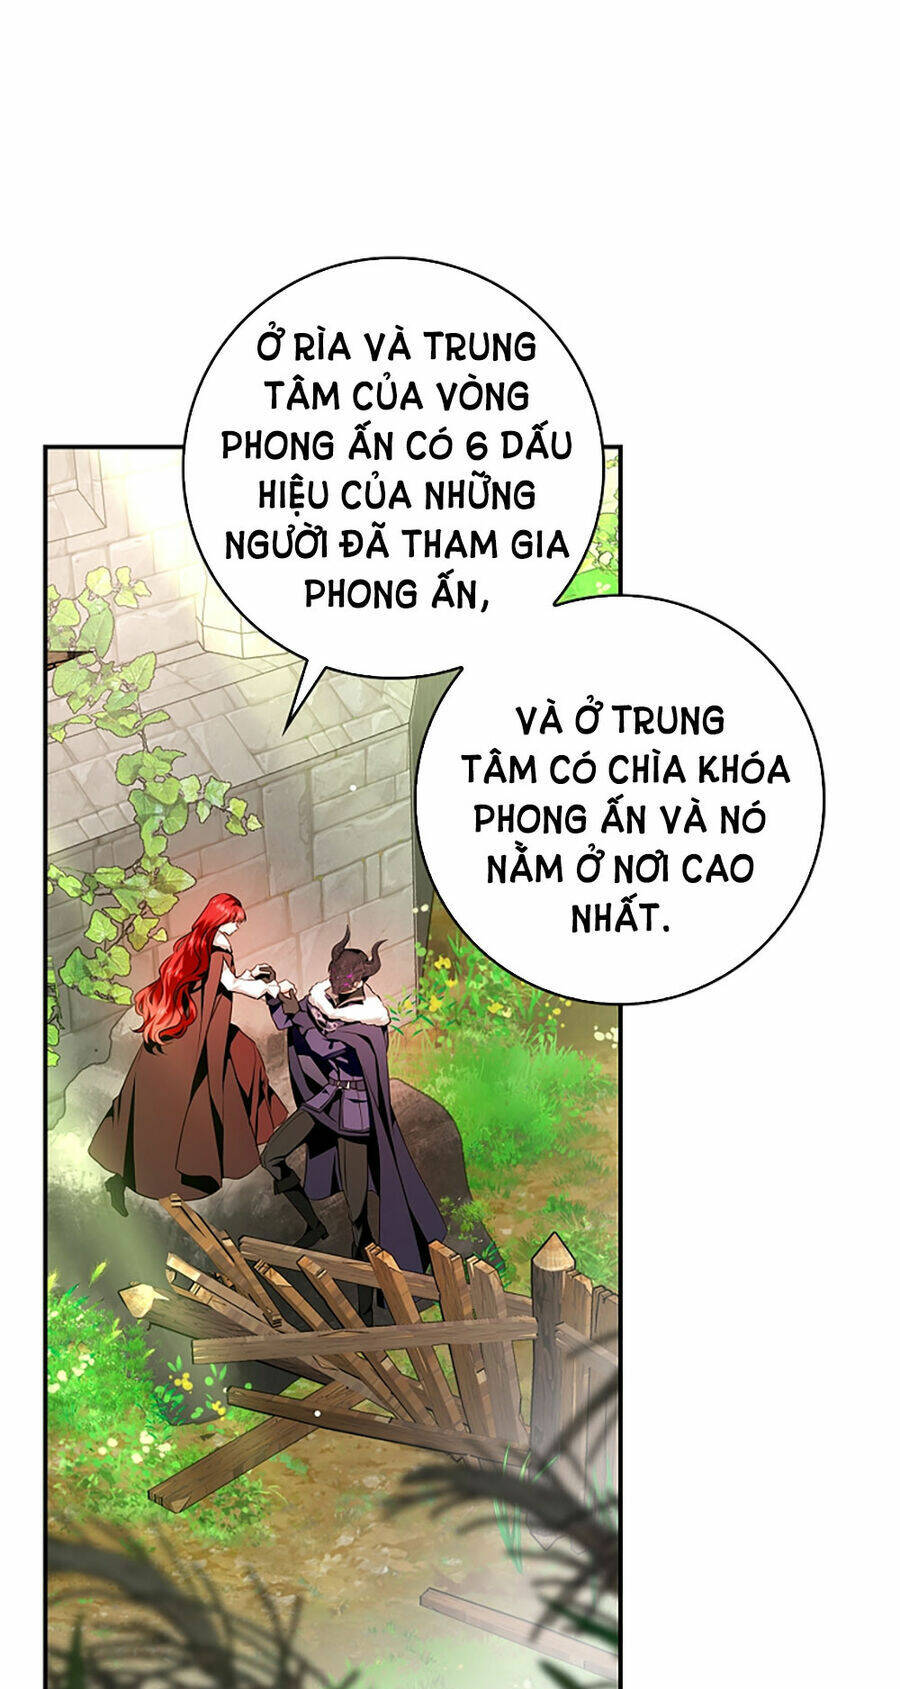 Ở RÌA VÀ TRUNG
TÂM CỦA VÒNG
PHONG ẤN CÓ 6 DẤU
HIỆU CỦA NHỮNG
NGƯỜI ĐÃ THAM GIA
PHONG ẤN,
VÀ Ở TRUNG
TÂM CÓ CHÌA KHÓA
PHONG ẤN VÀ NÓ
NẰM Ở NƠI CAO
NHẤT.